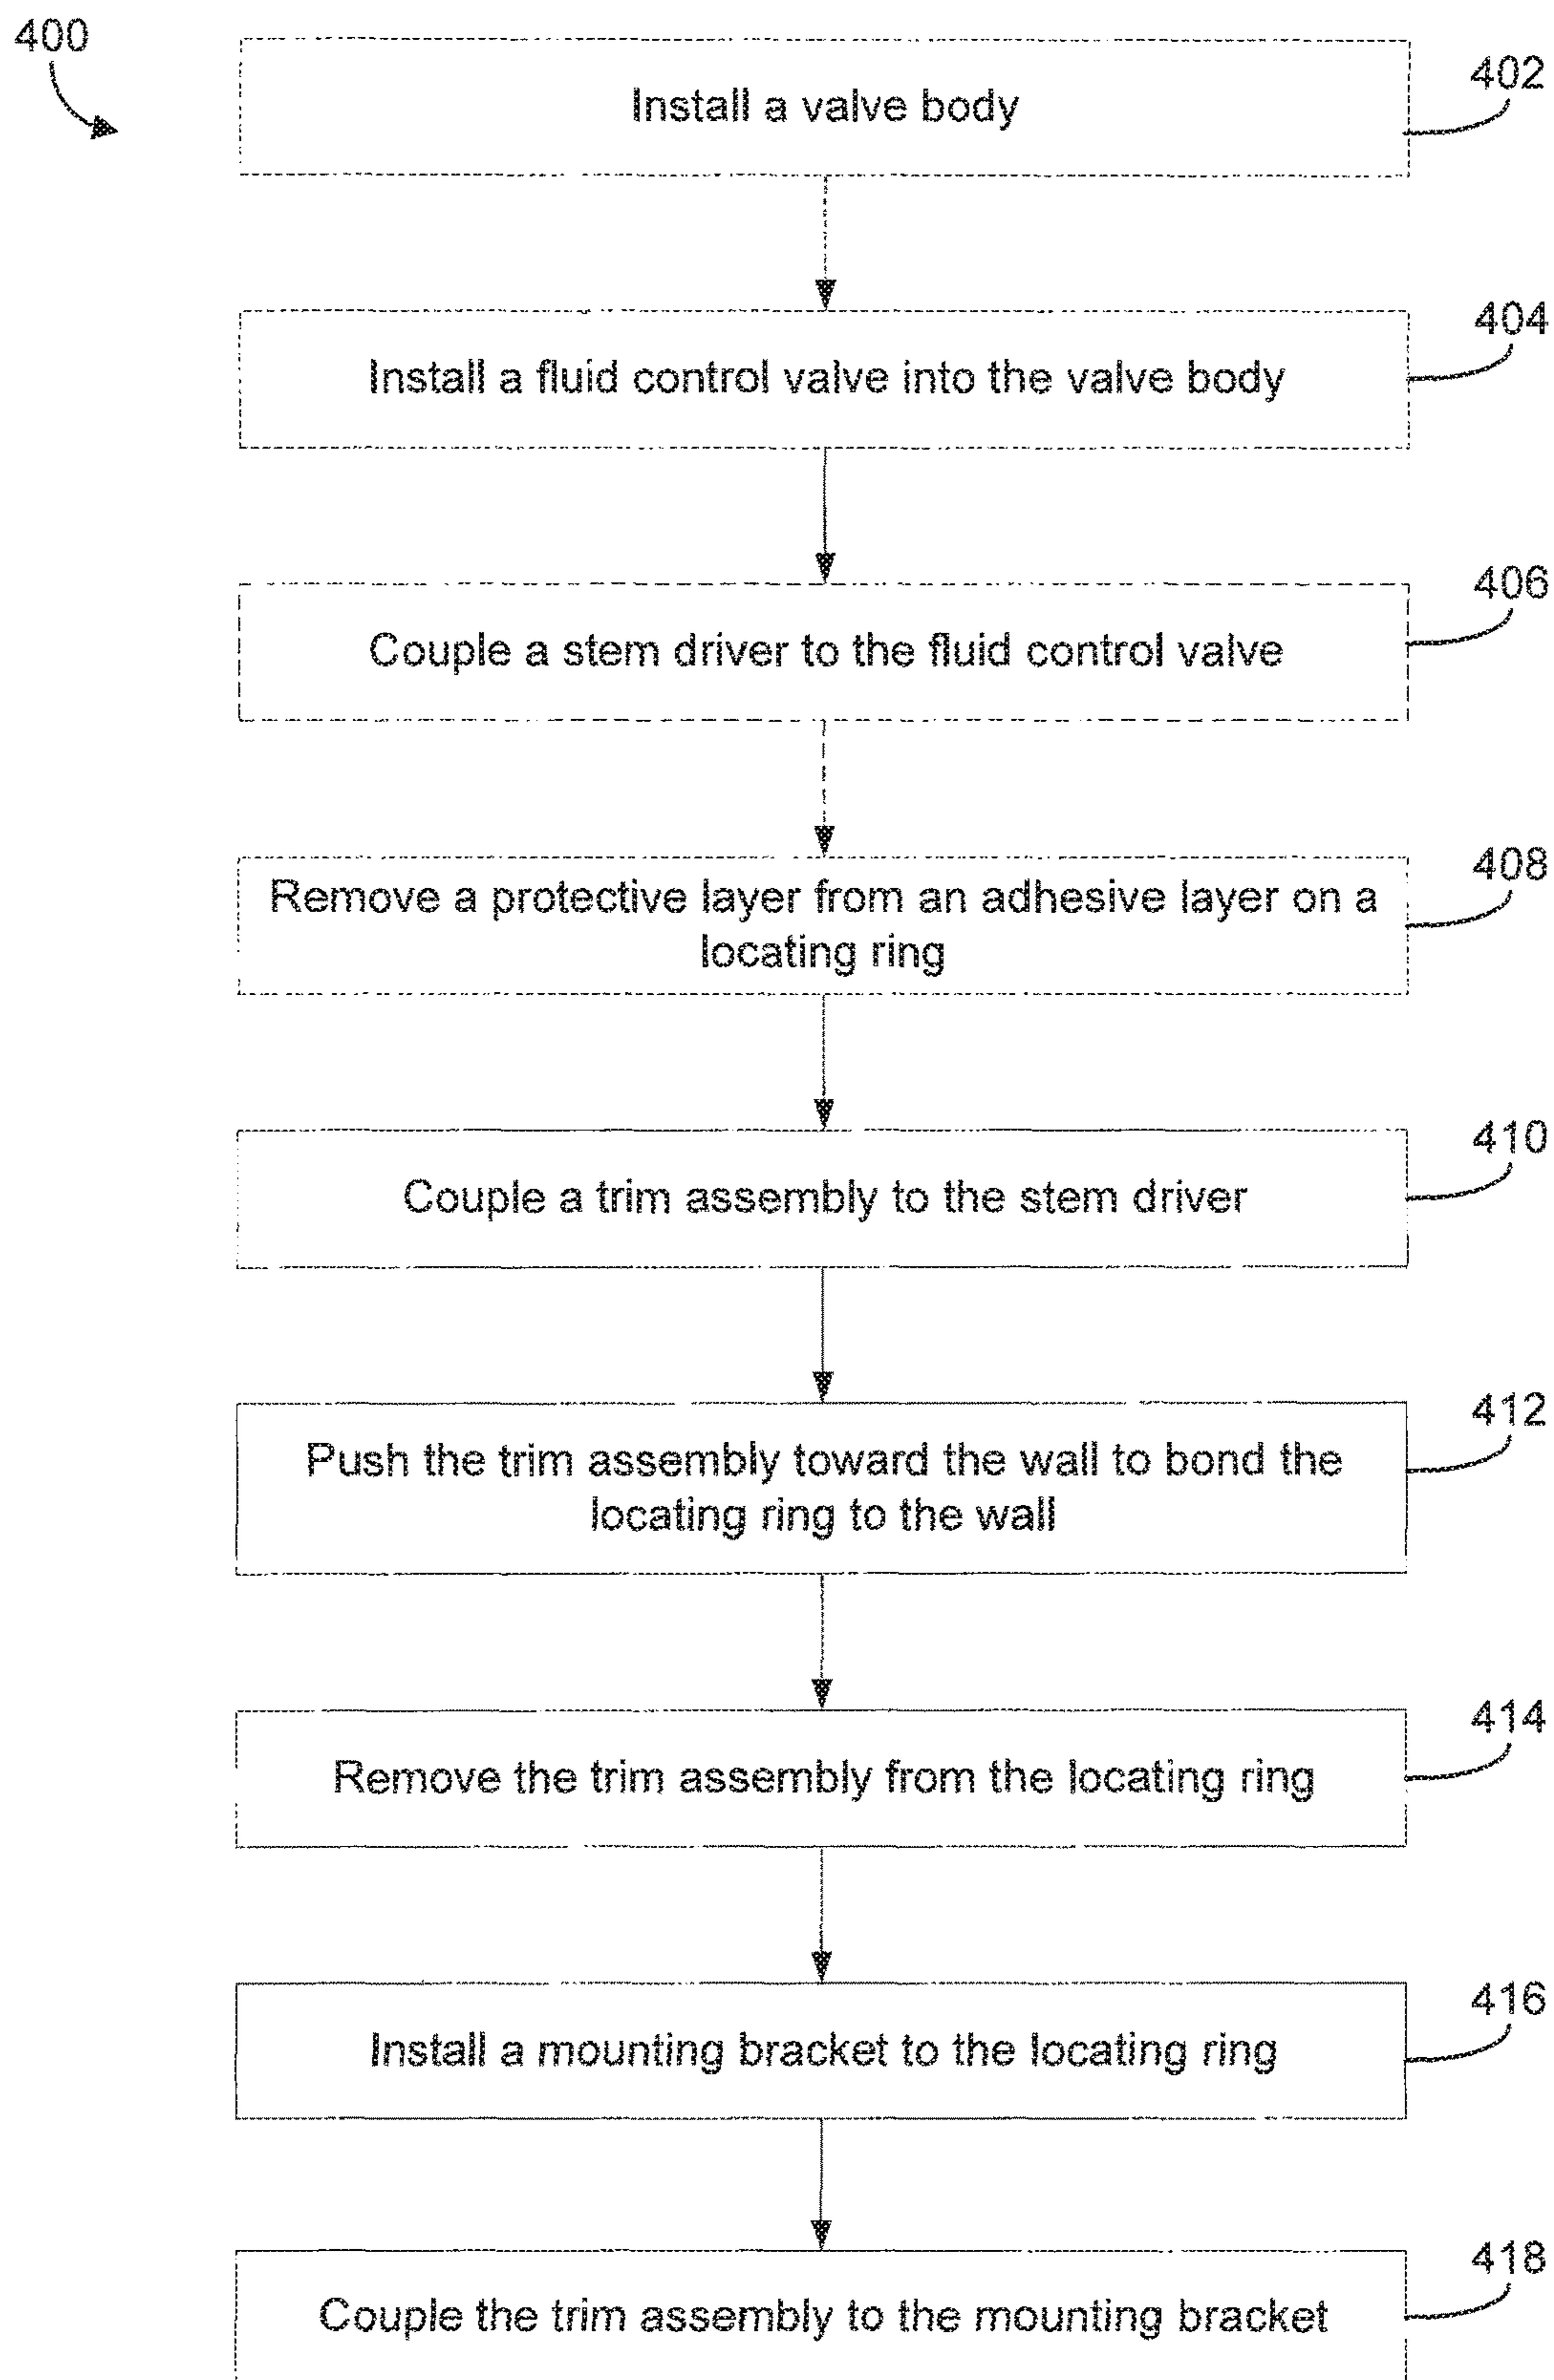 400
Install a valve body
402
Install a fluid control valve into the valve body
404
Couple a stem driver to the fluid control valve
406
Remove a protective layer from an adhesive layer on a
locating ring
408
Couple a trim assembly to the stem driver
410
Push the trim assembly toward the wall to bond the
locating ring to the wall
412
Remove the trim assembly from the locating ring
414
Install a mounting bracket to the locating ring
416
Couple the trim assembly to the mounting bracket
418